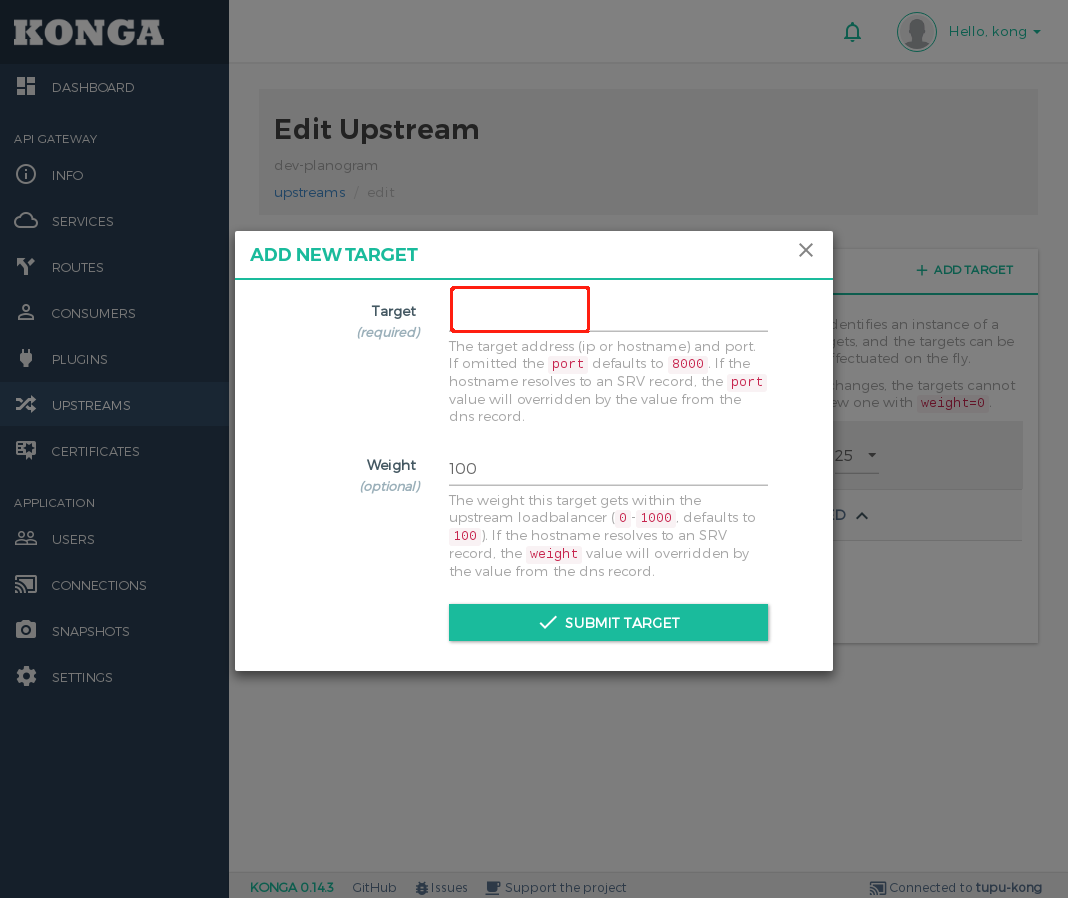 KONGA
Hello, kong
DASHBOARD
API GATEWAY
INFO
SERVICES
ROUTES
CONSUMERS
PLUGINS
UPSTREAMS
CERTIFICATES
APPLICATION
USERS
CONNECTIONS
SNAPSHOTS
SETTINGS
Edit Upstream
dev-planogram
upstreams / edit
ADD TARGET
dentifies an instance of a
gets, and the targets can be
effectuated on the fly.
changes, the targets cannot
ew one with weight=0.
25
ED
ADD NEW TARGET
Target
(required)
The target address (ip or hostname) and port.
If omitted the port defaults to 8000. If the
hostname resolves to an SRV record, the port
value will overridden by the value from the
dns record.
Weight
(optional)
100
The weight this target gets within the
upstream loadbalancer (0-1000, defaults to
100). If the hostname resolves to an SRV
record, the weight value will overridden by
the value from the dns record.
SUBMIT TARGET
KONGA 0.14.3 GitHub Issues Support the project Connected to tupu-kong